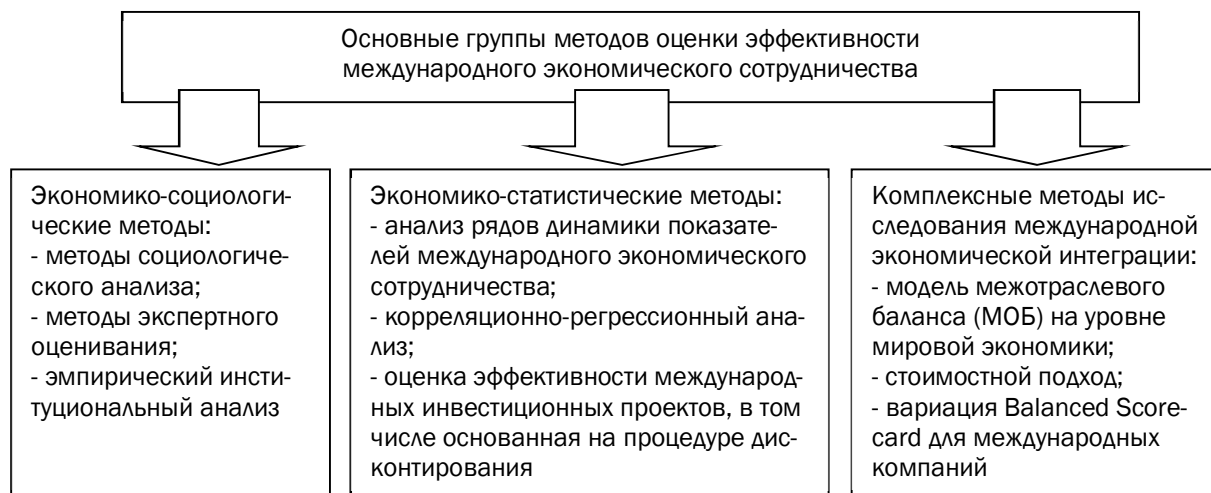 Основные группы методов оценки эффективности
международного экономического сотрудничества
Экономико-социологи-
ческие методы:
- методы социологиче-
ского анализа;
- методы экспертного
оценивания;
- эмпирический инсти-
туциональный анализ
Экономико-статистические методы:
- анализ рядов динамики показате-
лей международного экономического
сотрудничества;
- корреляционно-регрессионный ана-
лиз;
- оценка эффективности международ-
ных инвестиционных проектов, в том
числе основанная на процедуре дис-
контирования
Комплексные методы ис-
следования международной
экономической интеграции:
- модель межотраслевого
баланса (МОБ) на уровне
мировой экономики;
- стоимостной подход;
- вариация Balanced Score-
card для международных
компаний